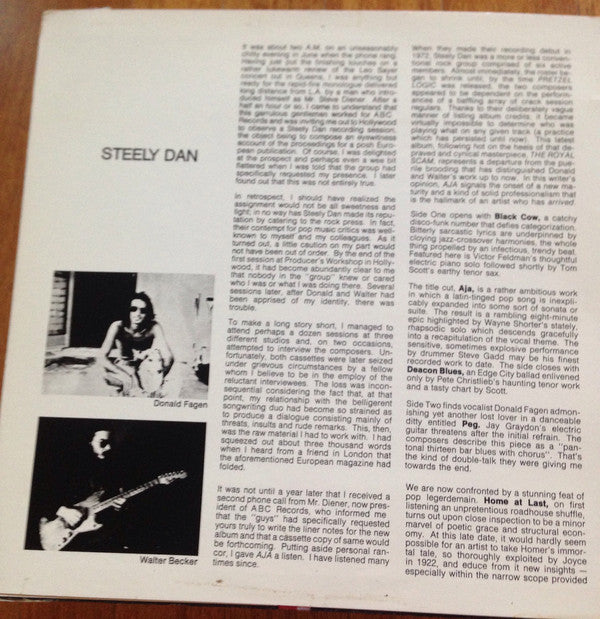 STEELY DAN
Donald Fagen
Walter Becker
It was about two A.M. on an unseasonably
chilly evening in June when the phone rang.
Having just put the finishing touches on a
rather lukewarm review of the Leo Sayer
concert out in Queens, I was anything but
ready for the rapid-fire monologue delivered
long distance from L.A. by a man who intro-
duced himself as Mr. Steve Diener. After a
half an hour or so, I came to understand that
this garrulous gentleman worked for ABC
Records and was inviting me out to Hollywood
to observe a Steely Dan recording session,
the object being to compose an eyewitness
account of the proceedings for a posh Euro-
pean publication. Of course, I was delighted
at the prospect and perhaps even a wee bit
flattered when I was told that the group had
specifically requested my presence. I later
found out that this was not entirely true.
In retrospect, I should have realized the
assignment would not be all sweetness and
light; in no way has Steely Dan made its repu-
tation by catering to the rock press. In fact,
their contempt for pop music critics was well-
known to myself and my colleagues. As it
turned out, a little caution on my part would
not have been out of order. By the end of the
first session at Producer's Workshop in Holly-
wood, it had become abundantly clear to me
that nobody in the "group" knew or cared
who I was or what I was doing there. Several
sessions later, after Donald and Walter had
been apprised of my identity, there was
trouble.
To make a long story short, I managed to
attend perhaps a dozen sessions at three
different studios and, on two occasions,
attempted to interview the composers. Un-
fortunately, both cassettes were later seized
under grievous circumstances by a fellow
whom I believe to be in the employ of the
reluctant interviewees. The loss was incon-
sequential considering the fact that, at that
point, my relationship with the belligerent
songwriting duo had become so strained as
to produce a dialogue consisting mainly of
threats, insults and rude remarks. This, then,
was the raw material I had to work with. I had
squeezed out about three thousand words
when I heard from a friend in London that
the aforementioned European magazine had
folded.
It was not until a year later that I received a
second phone call from Mr. Diener, now pres-
ident of ABC Records, who informed me
that the "guys" had specifically requested
yours truly to write the liner notes for the new
album and that a cassette copy of same would
be forthcoming. Putting aside personal ran-
cor, I gave AJA a listen. I have listened many
times since.
When they made their recording debut in
1972, Steely Dan was a more or less conven-
tional rock group comprised of six active
members. Almost immediately, the roster be-
gan to shrink until, by the time PRETZEL
LOGIC was released, the two composers
appeared to be dependent on the perform-
ances of a baffling array of crack session
regulars. Thanks to their deliberately vague
manner of listing album credits, it became
virtually impossible to determine who was
playing what on any given track (a practice
which has persisted until now). This latest
album, following hot on the heels of that de-
praved and cynical masterpiece, THE ROYAL
SCAM, represents a departure from the pue-
rile brooding that has distinguished Donald
and Walter's work up to now. In this writer's
opinion, AJA signals the onset of a new ma-
turity and a kind of solid professionalism that
is the hallmark of an artist who has arrived.
Side One opens with Black Cow, a catchy
disco-funk number that defies categorization.
Bitterly sarcastic lyrics are underpinned by
cloying jazz-crossover harmonies, the whole
thing propelled by an infectious, trendy beat.
Featured here is Victor Feldman's thoughtful
electric piano solo followed shortly by Tom
Scott's earthy tenor sax.
The title cut, Aja, is a rather ambitious work
in which a latin-tinged pop song is inexpli-
cably expanded into some sort of sonata or
suite. The result is a rambling eight-minute
epic highlighted by Wayne Shorter's stately,
rhapsodic solo which descends gracefully
into a recapitulation of the vocal theme. The
sensitive, sometimes explosive performance
by drummer Steve Gadd may be his finest
recorded work to date. The side closes with
Deacon Blues, an Edge City ballad enlivened
only by Pete Christlieb's haunting tenor work
and a tasty chart by Scott.
Side Two finds vocalist Donald Fagen admon-
ishing yet another lost lover in a danceable
ditty entitled Peg. Jay Graydon's electric
guitar threatens after the initial refrain. The
composers describe this piece as a "pan-
tonal thirteen bar blues with chorus". That's
the kind of double-talk they were giving me
towards the end.
We are now confronted by a stunning feat of
pop legerdemain. Home at Last, on first
listening an unpretentious roadhouse shuffle,
turns out upon close inspection to be a minor
marvel of poetic grace and structural econ-
omy. At this late date, it would hardly seem
possible for an artist to take Homer's immor-
tal tale, so thoroughly exploited by Joyce
in 1922, and educe from it new insights —
especially within the narrow scope provided